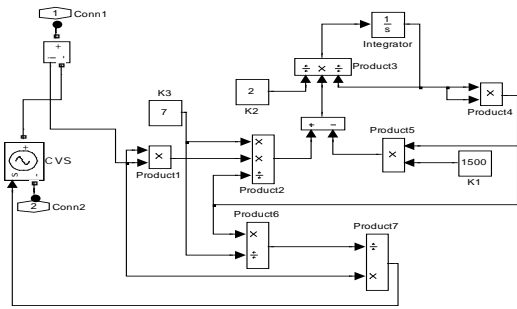 1
Conn1
+
-
1
s
Integrator
÷ × ÷
Product3
2
K2
K3
7
×
Product4
+ -
Product5
×
1500
K1
+
CVS
s
-
2
Conn2
×
Product1
×
×
÷
Product2
Product6
×
÷
Product7
÷
×